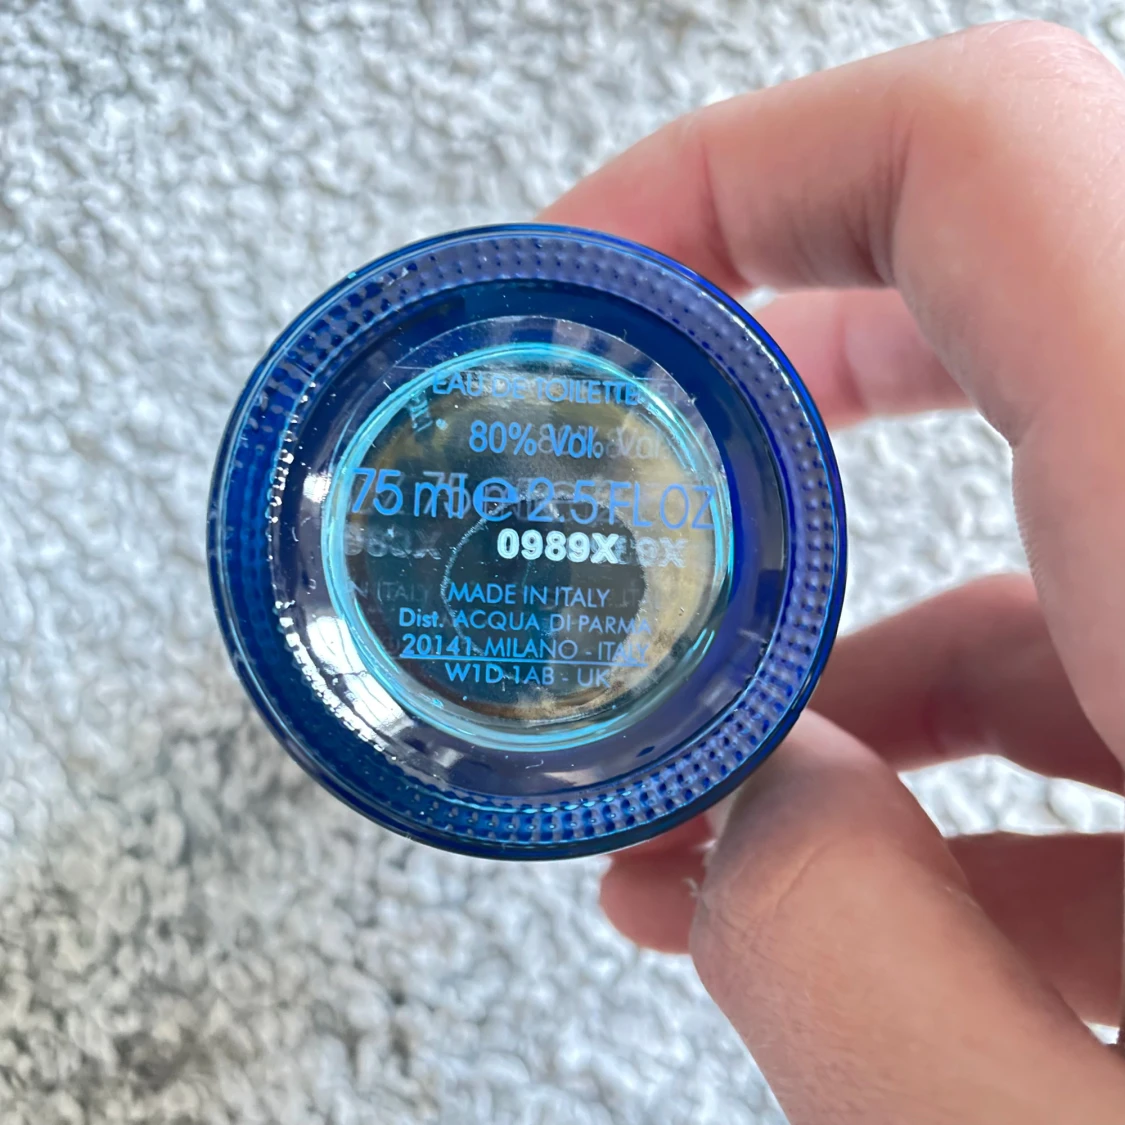 EAU DE TOILETTE
80% Vol.
75 ml e 2.5 FL OZ
0989X
MADE IN ITALY
Dist. ACQUA DI PARMA
20141 MILANO - ITALY
W1D 1AB - UK